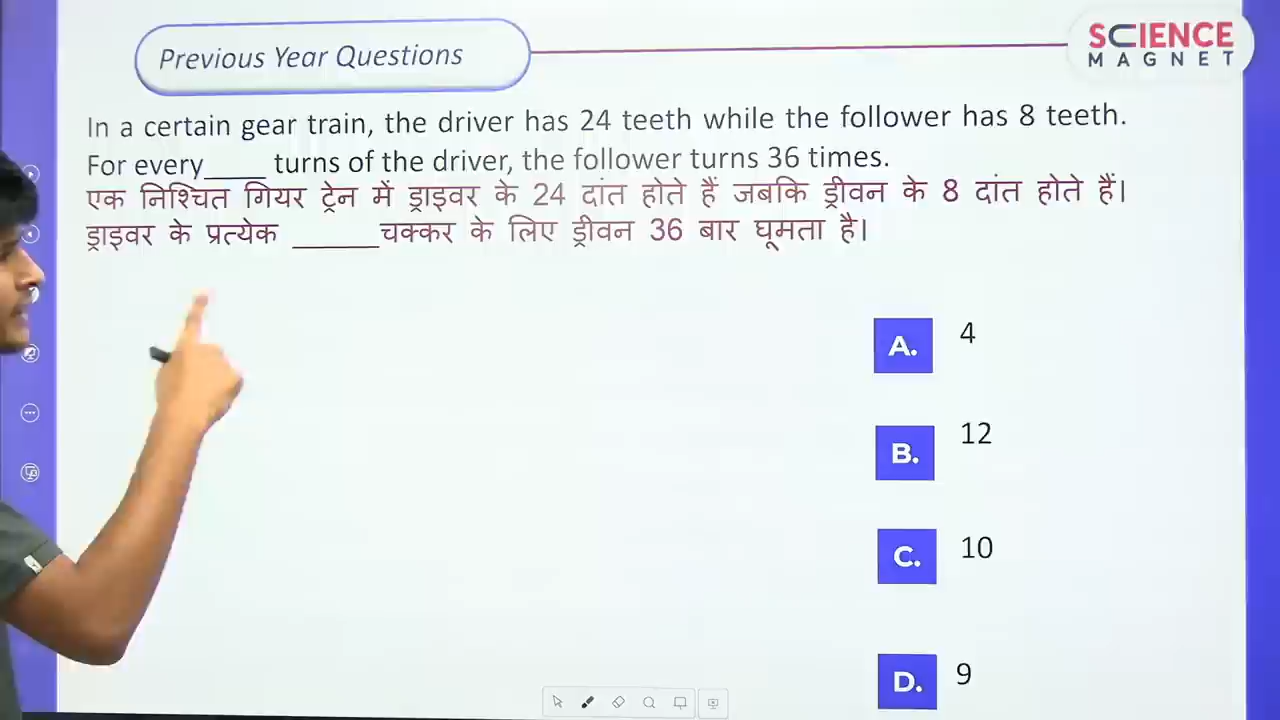 Previous Year Questions
SCIENCE
MAGNET
In a certain gear train, the driver has 24 teeth while the follower has 8 teeth.
For every____ turns of the driver, the follower turns 36 times.
एक निश्चित गियर ट्रेन में ड्राइवर के 24 दांत होते हैं जबकि ड्रीवन के 8 दांत होते हैं।
ड्राइवर के प्रत्येक ______चक्कर के लिए ड्रीवन 36 बार घूमता है।
A. 4
B. 12
C. 10
D. 9